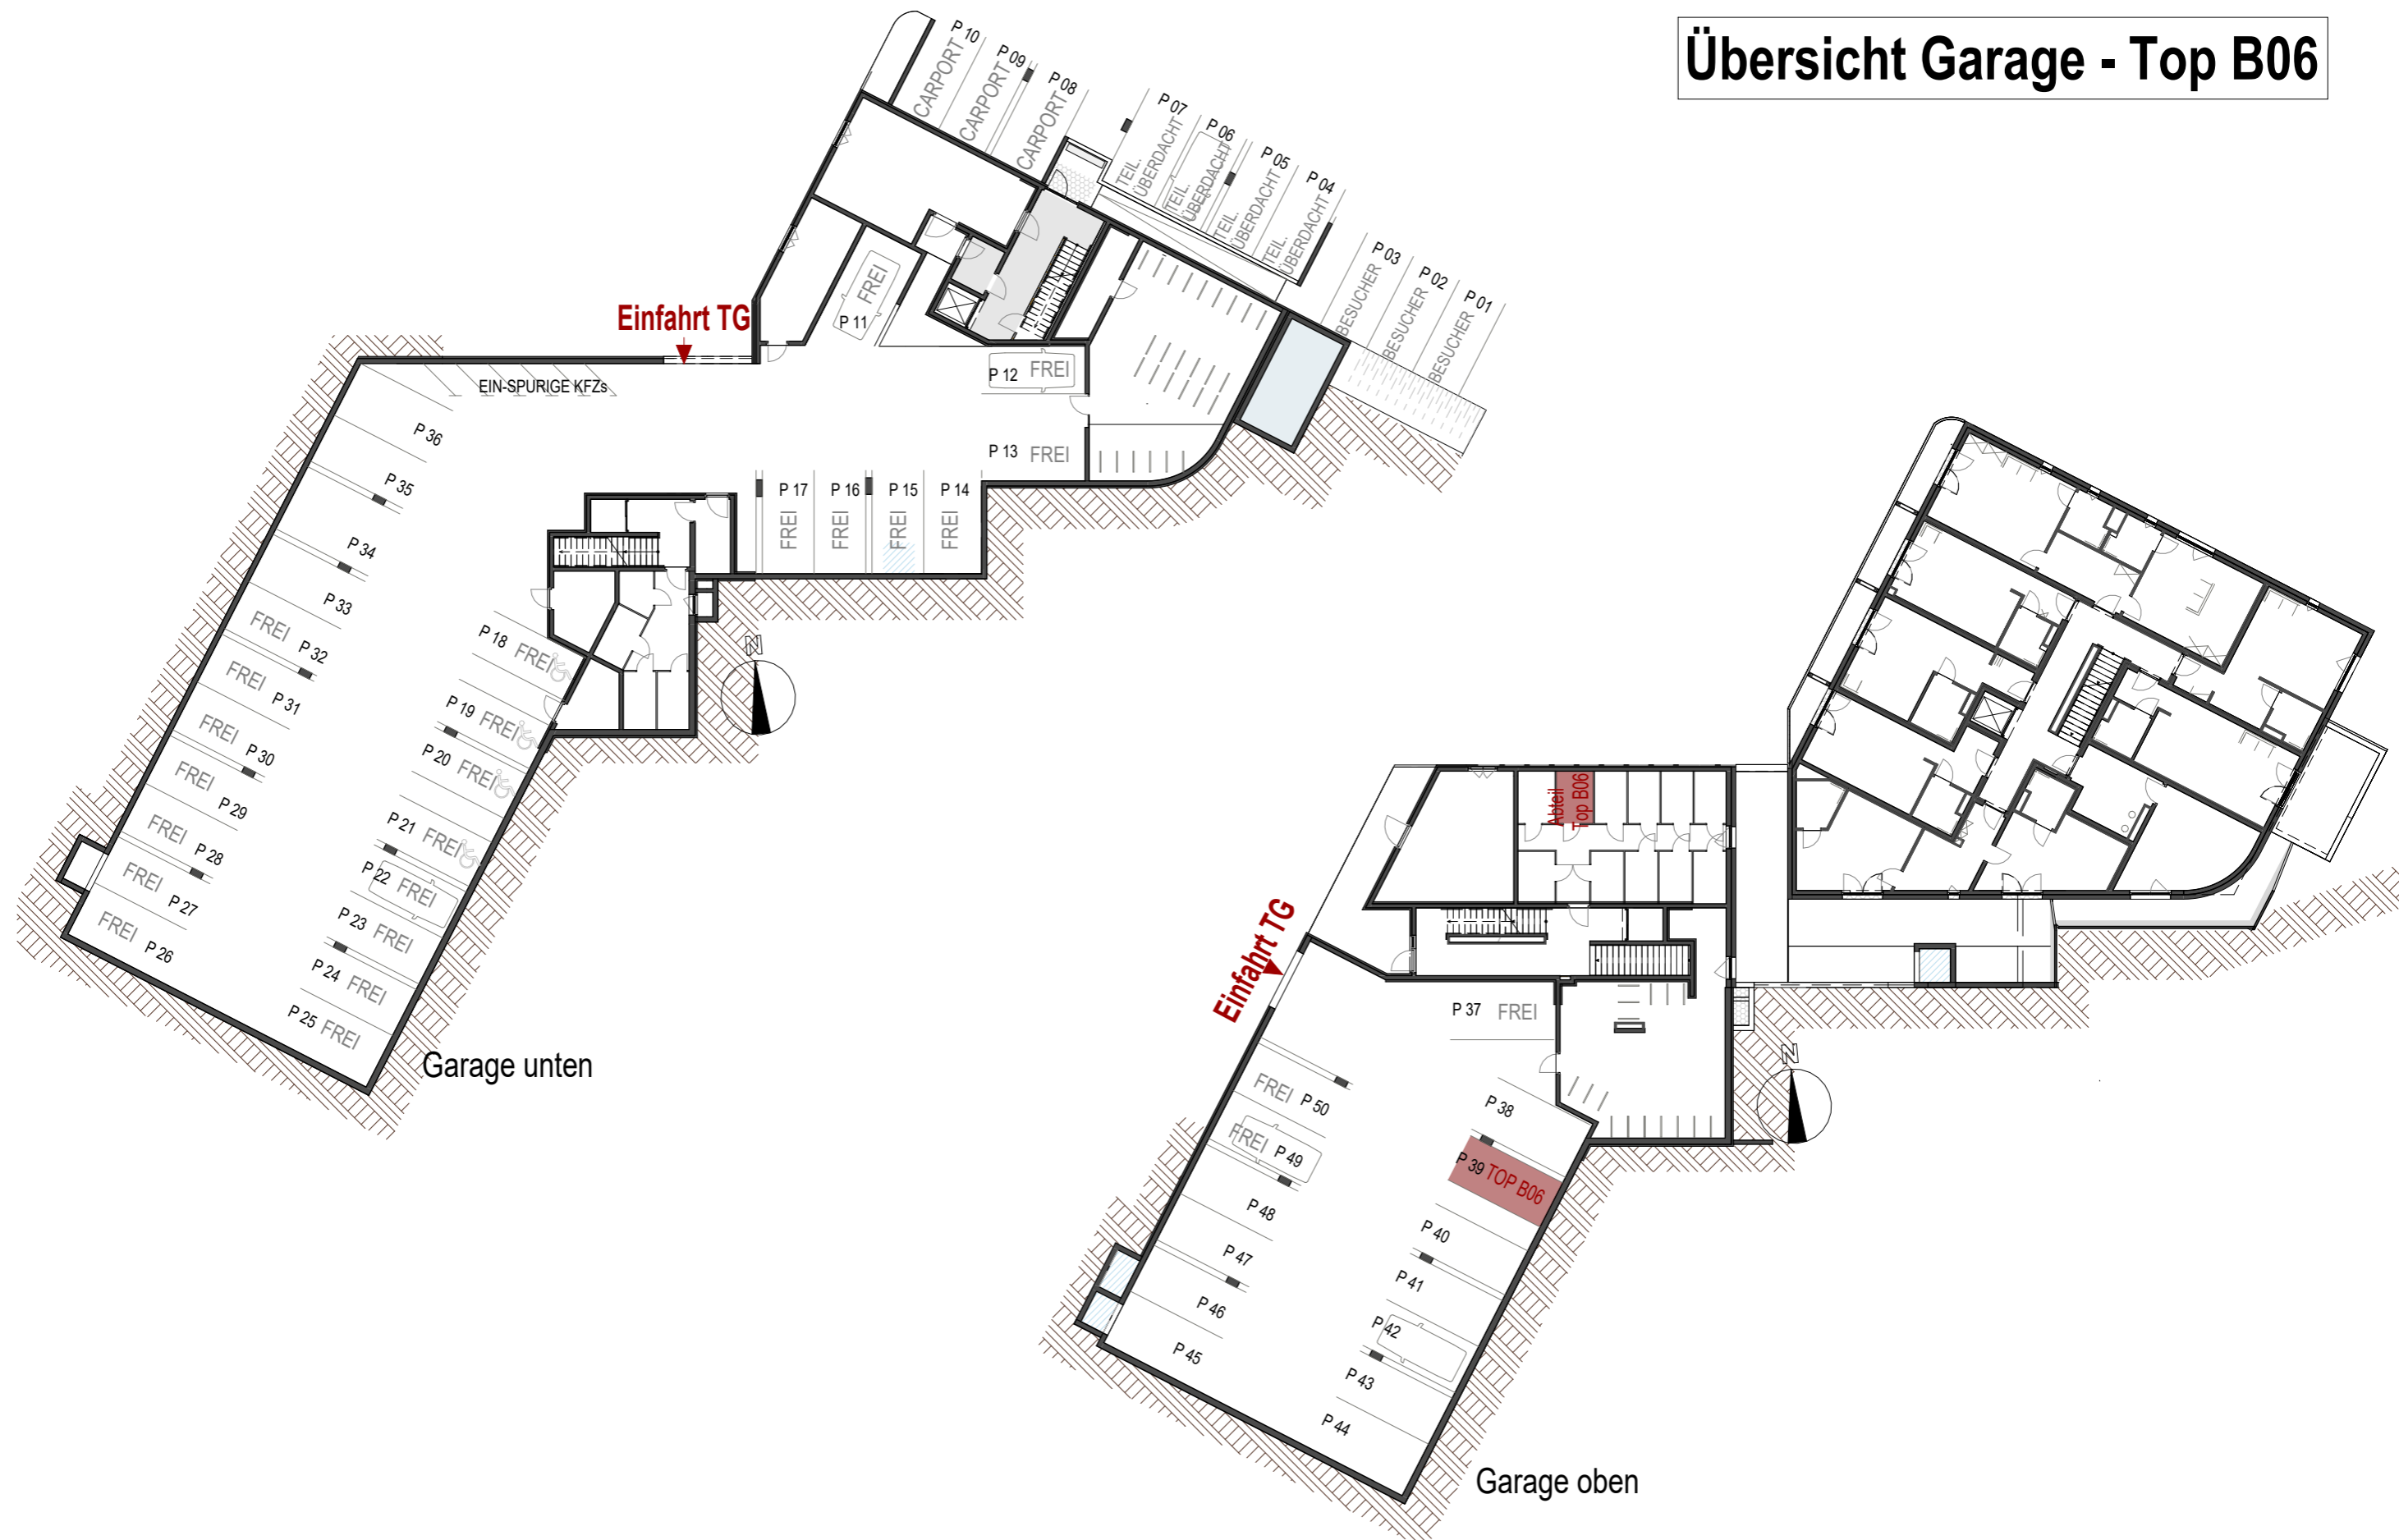 Übersicht Garage - Top B06
P 10
CARPORT
P 09
CARPORT
P 08
CARPORT
P 07
TEIL.
ÜBERDACHT
P 06
TEIL.
ÜBERDACHT
P 05
TEIL.
ÜBERDACHT
P 04
TEIL.
ÜBERDACHT
P 03
BESUCHER
P 02
BESUCHER
P 01
BESUCHER
Einfahrt TG
FREI
P 11
EIN-SPURIGE KFZs
P 12 FREI
P 13 FREI
P 17
FREI
P 16
FREI
P 15
FREI
P 14
FREI
P 36
P 35
P 34
P 33
FREI P 32
FREI P 31
FREI P 30
FREI P 29
FREI P 28
FREI P 27
FREI P 26
P 18 FREI
P 19 FREI
P 20 FREI
P 21 FREI
P 22 FREI
P 23 FREI
P 24 FREI
P 25 FREI
N
Garage unten
Abteil
Top B06
Einfahrt TG
P 37 FREI
FREI P 50
FREI P 49
P 48
P 47
P 46
P 45
P 38
P 39 TOP B06
P 40
P 41
P 42
P 43
P 44
N
Garage oben